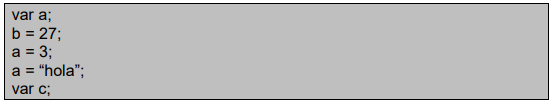 var a;
b = 27;
a = 3;
a = “hola”;
var c;